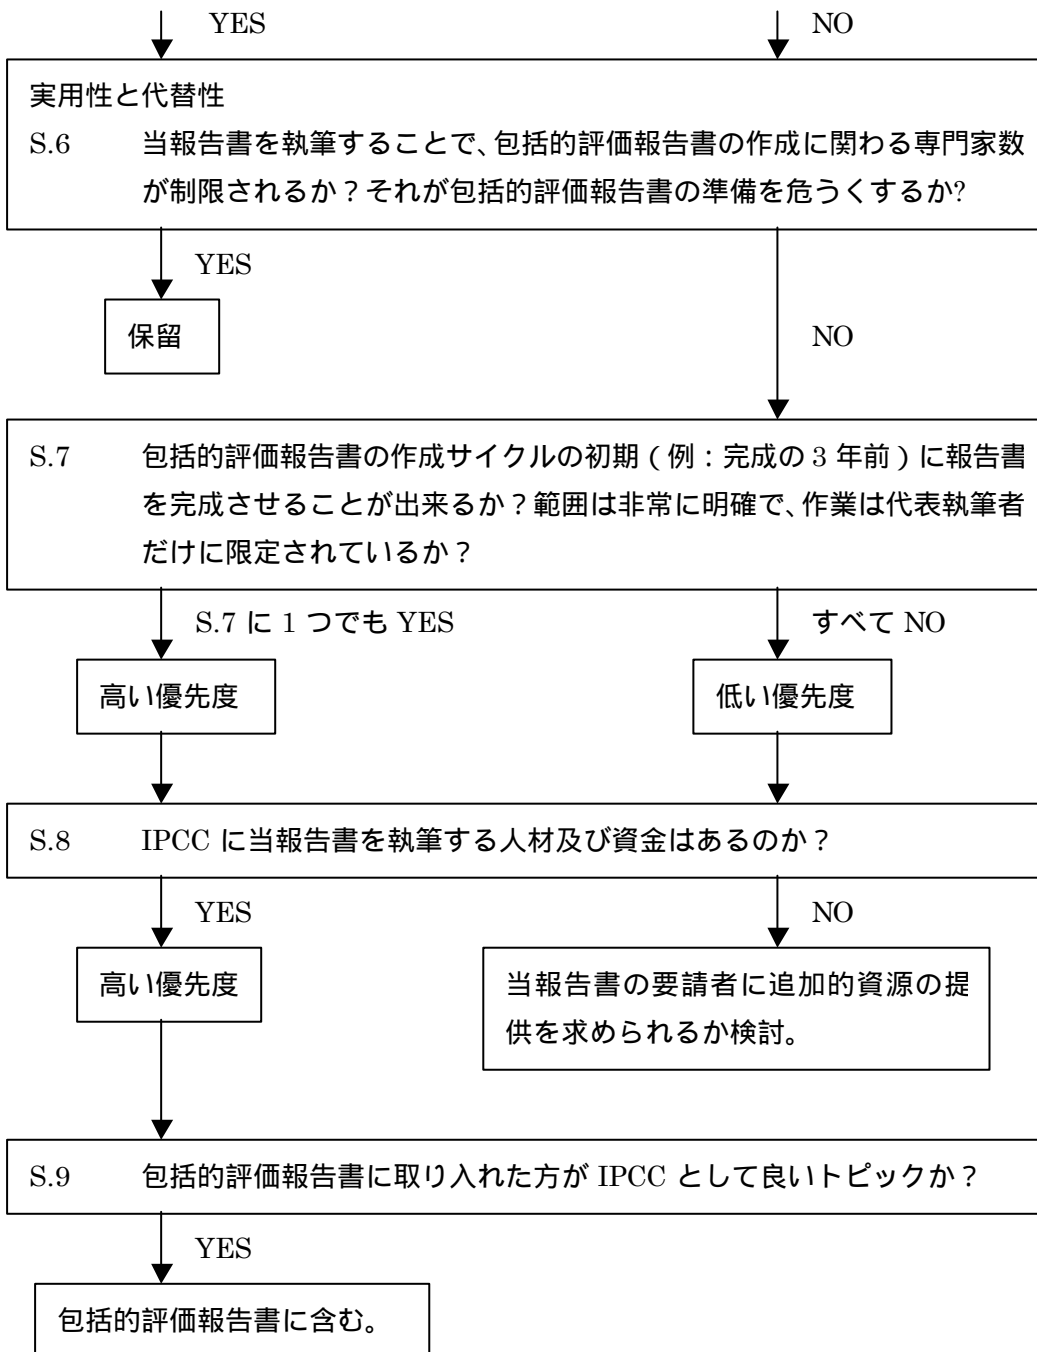 YES
NO
実用性と代替性
S.6 当報告書を執筆することで、包括的評価報告書の作成に関わる専門家数
が制限されるか？それが包括的評価報告書の準備を危うくするか?
YES
保留
NO
S.7 包括的評価報告書の作成サイクルの初期（例：完成の 3 年前）に報告書
を完成させることが出来るか？範囲は非常に明確で、作業は代表執筆者
だけに限定されているか？
S.7 に 1 つでも YES
すべて NO
高い優先度
低い優先度
S.8 IPCC に当報告書を執筆する人材及び資金はあるのか？
YES
NO
高い優先度
当報告書の要請者に追加的資源の提
供を求められるか検討。
S.9 包括的評価報告書に取り入れた方が IPCC として良いトピックか？
YES
包括的評価報告書に含む。